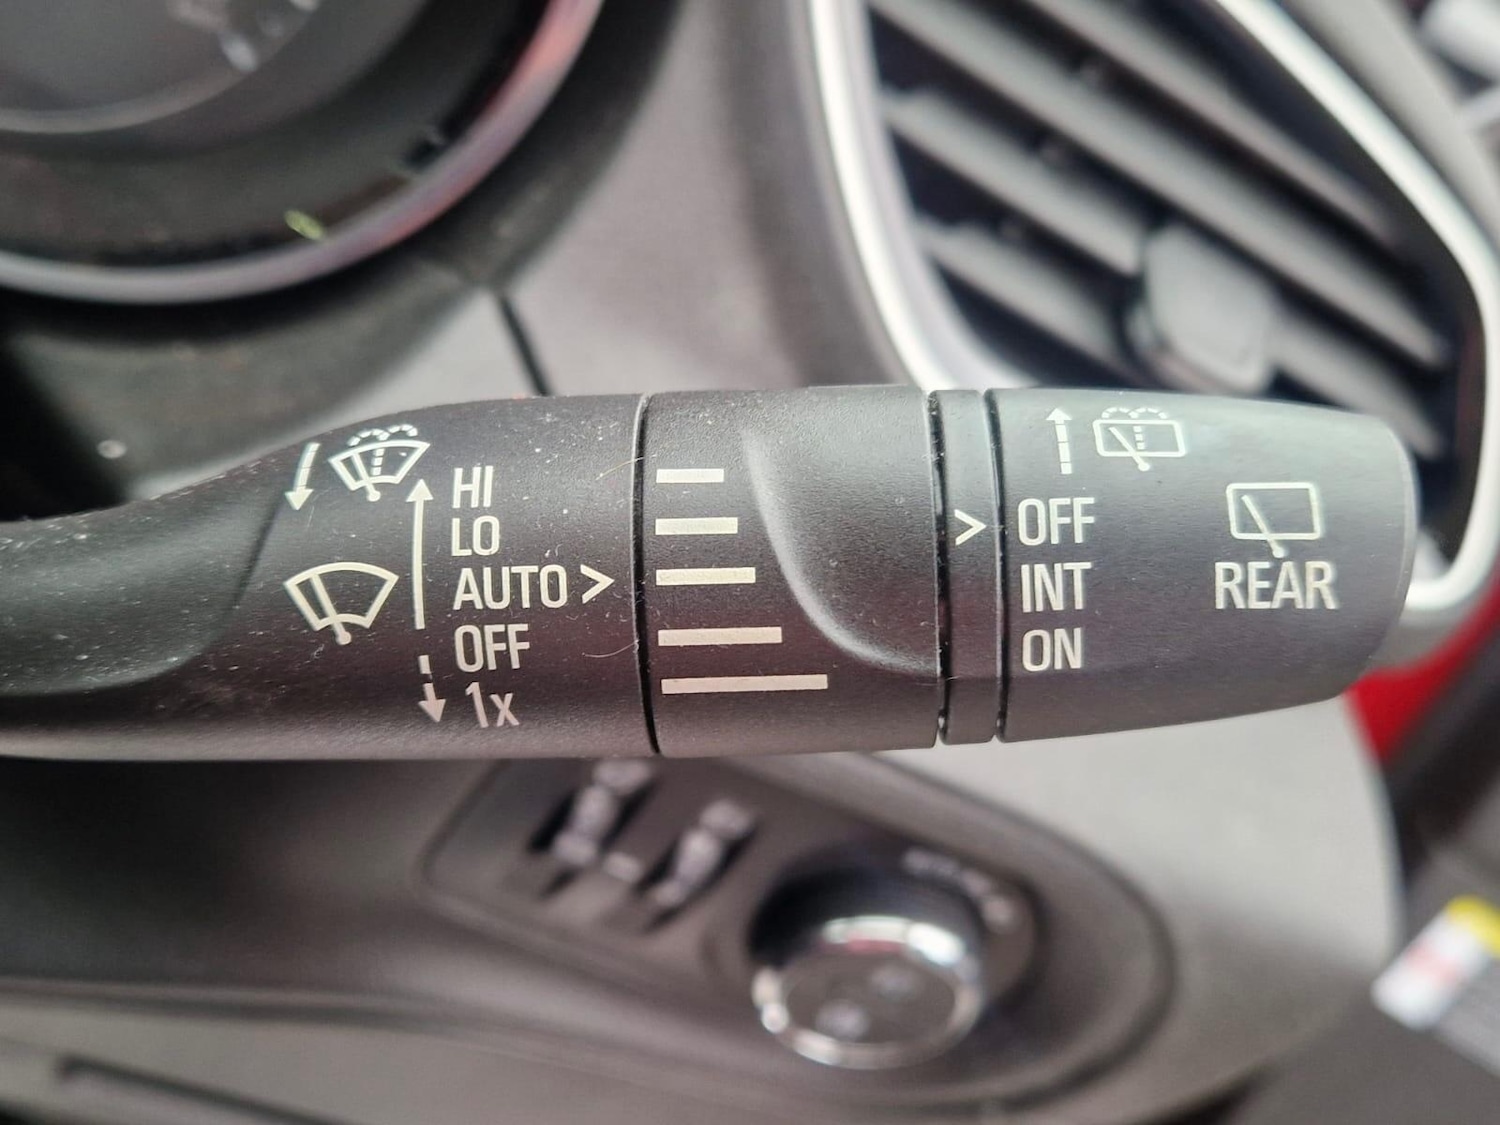 HI
LO
AUTO >
OFF
1x
>
OFF
INT
ON
REAR